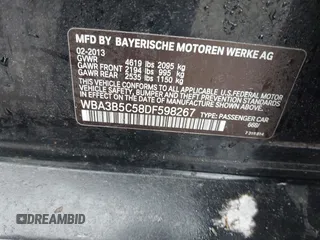 MFD. BY BAYERISCHE MOTOREN WERKE AG
02-2013
GVWR 4619 lbs 2095 kg
GAWR FRONT 2194 lbs 995 kg
GAWR REAR 2535 lbs 1150 kg
THIS VEHICLE CONFORMS TO ALL APPLICABLE U.S. FEDERAL MOTOR
VEHICLE SAFETY, BUMPER, AND THEFT PREVENTION STANDARDS IN
EFFECT ON THE DATE OF MANUFACTURE SHOWN ABOVE.
WBA3B5C58DF598267 TYPE: PASSENGER CAR
DREAMBID